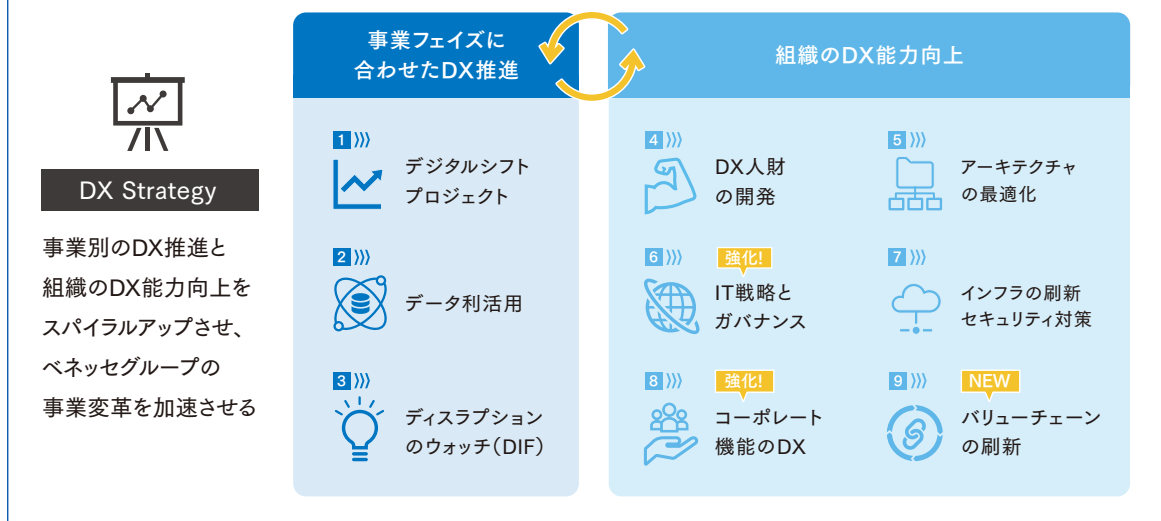 DX Strategy
事業別のDX推進と
組織のDX能力向上を
スパイラルアップさせ、
ベネッセグループの
事業変革を加速させる
事業フェイズに
合わせたDX推進
1
デジタルシフト
プロジェクト
2
データ利活用
3
ディスラプション
のウォッチ(DIF)
組織のDX能力向上
4
DX人財
の開発
5
アーキテクチャ
の最適化
6
強化!
IT戦略と
ガバナンス
7
インフラの刷新
セキュリティ対策
8
強化!
コーポレート
機能のDX
9
NEW
バリューチェーン
の刷新